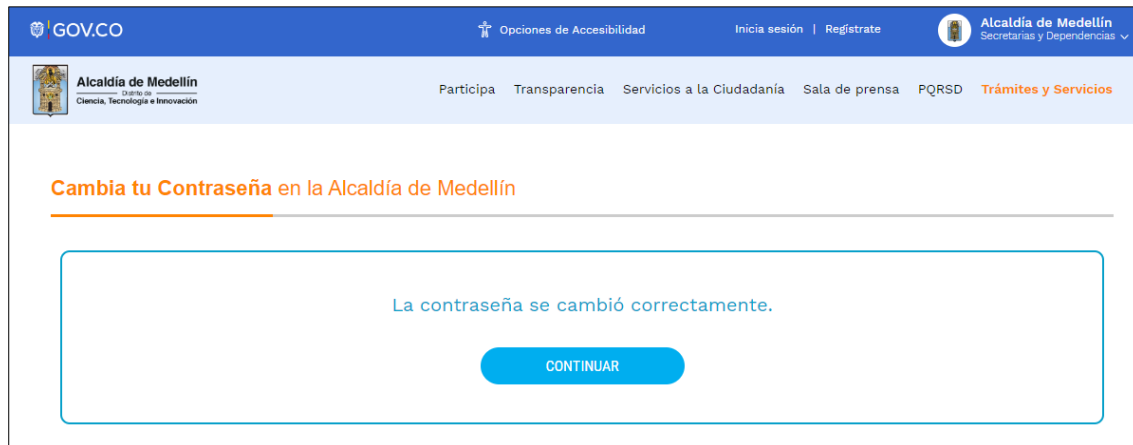 GOV.CO
Opciones de Accesibilidad
Inicia sesión | Regístrate
Alcaldía de Medellín
Secretarias y Dependencias
Alcaldía de Medellín
Distrito de
Ciencia, Tecnología e Innovación
Participa Transparencia Servicios a la Ciudadanía Sala de prensa PQRSD Trámites y Servicios
Cambia tu Contraseña en la Alcaldía de Medellín
La contraseña se cambió correctamente.
CONTINUAR